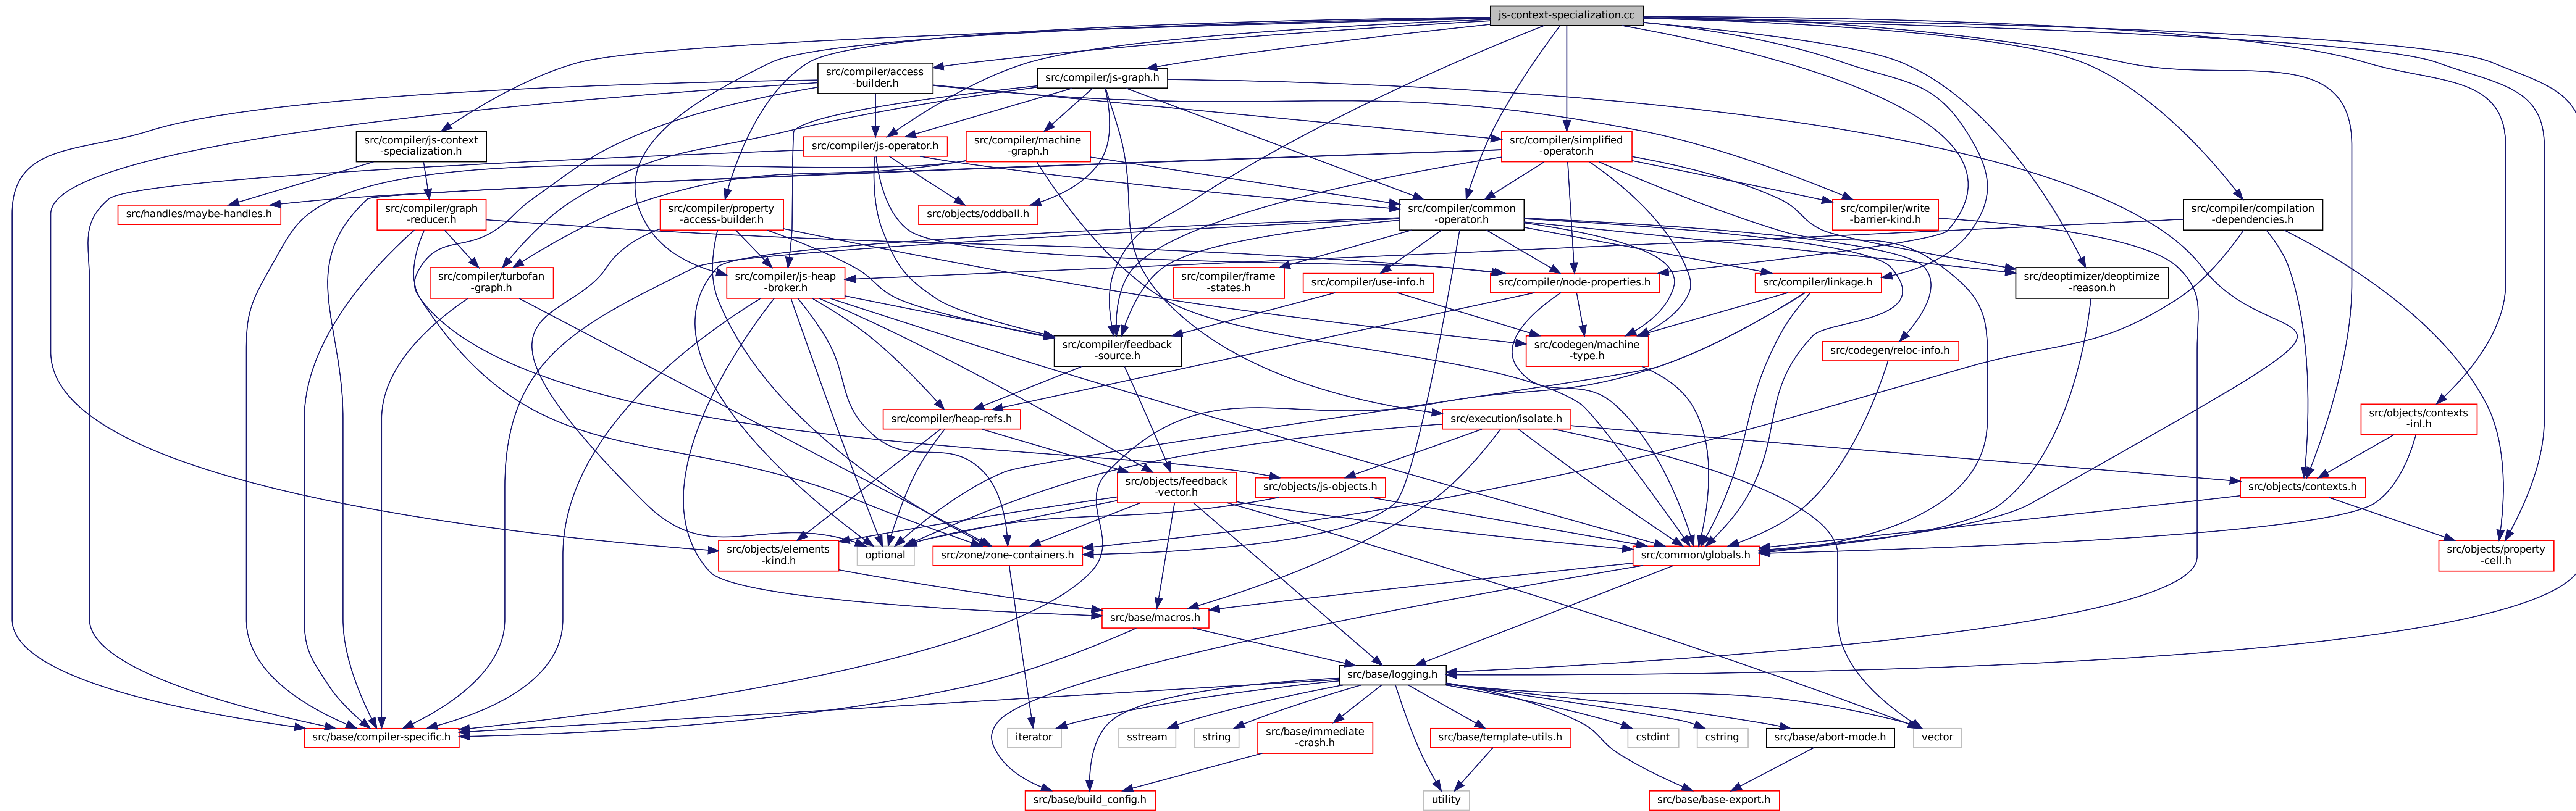 js-context-specialization.cc
src/compiler/access
-builder.h
src/compiler/js-graph.h
src/compiler/js-context
-specialization.h
src/compiler/js-operator.h
src/compiler/machine
-graph.h
src/compiler/simplified
-operator.h
src/handles/maybe-handles.h
src/compiler/graph
-reducer.h
src/compiler/property
-access-builder.h
src/objects/oddball.h
src/compiler/common
-operator.h
src/compiler/write
-barrier-kind.h
src/compiler/compilation
-dependencies.h
src/compiler/turbofan
-graph.h
src/compiler/js-heap
-broker.h
src/compiler/frame
-states.h
src/compiler/use-info.h
src/compiler/node-properties.h
src/compiler/linkage.h
src/deoptimizer/deoptimize
-reason.h
src/compiler/feedback
-source.h
src/codegen/machine
-type.h
src/codegen/reloc-info.h
src/compiler/heap-refs.h
src/execution/isolate.h
src/objects/contexts
-inl.h
src/objects/feedback
-vector.h
src/objects/js-objects.h
src/objects/contexts.h
src/objects/elements
-kind.h
optional
src/zone/zone-containers.h
src/common/globals.h
src/objects/property
-cell.h
src/base/macros.h
src/base/logging.h
src/base/compiler-specific.h
iterator
sstream
string
src/base/immediate
-crash.h
src/base/template-utils.h
cstdint
cstring
src/base/abort-mode.h
vector
src/base/build_config.h
utility
src/base/base-export.h